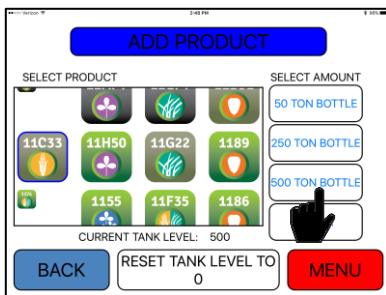 Verizon 2:48 PM
ADD PRODUCT
SELECT PRODUCT SELECT AMOUNT
50 TON BOTTLE
11C33 11H50 11G22 1189
250 TON BOTTLE
500 TON BOTTLE
1155 11F35 1186
CURRENT TANK LEVEL: 500
BACK
RESET TANK LEVEL TO
0
MENU